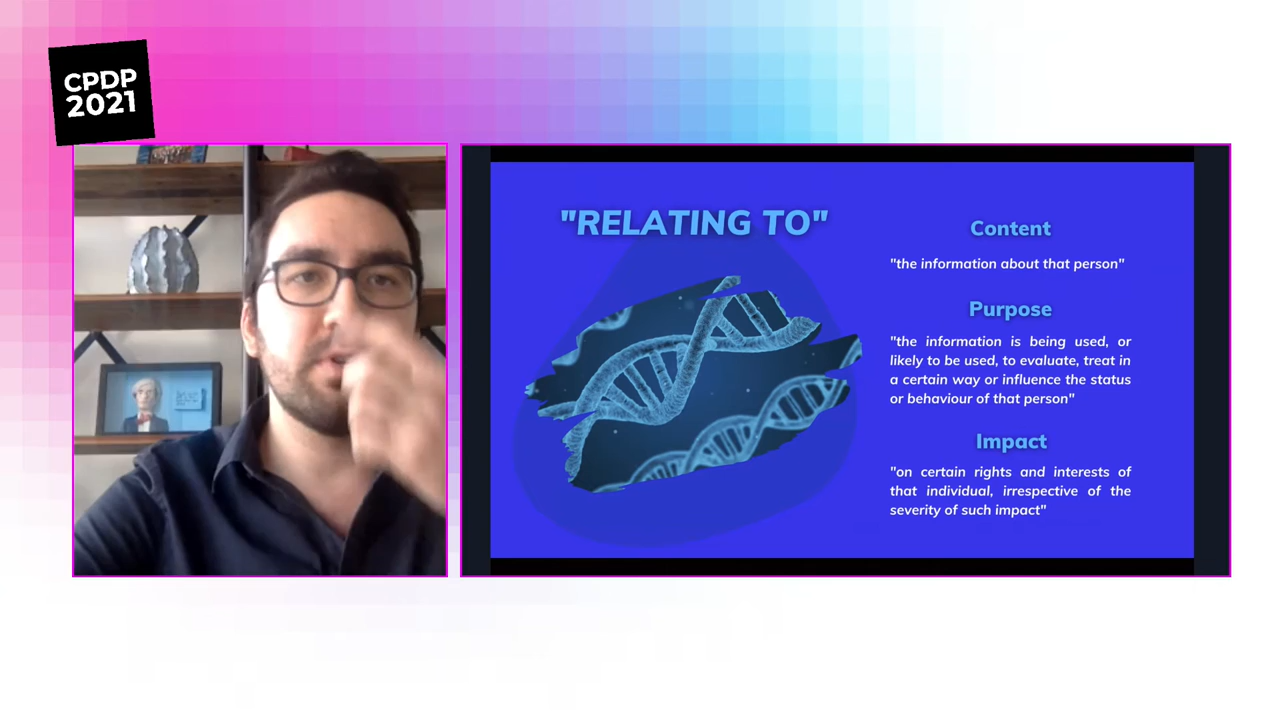 CPDP
2021
"RELATING TO"
Content
"the information about that person"
Purpose
"the information is being used, or
likely to be used, to evaluate, treat in
a certain way or influence the status
or behaviour of that person"
Impact
"on certain rights and interests of
that individual, irrespective of the
severity of such impact"